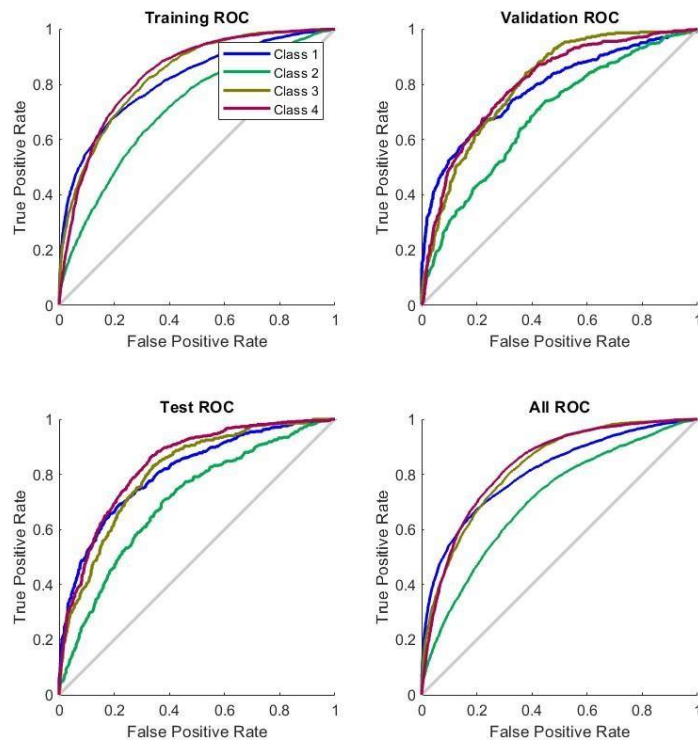 Training ROC
1
0.8
0.6
0.4
0.2
0
True Positive Rate
Class 1
Class 2
Class 3
Class 4
0 0.2 0.4 0.6 0.8 1
False Positive Rate
Validation ROC
1
0.8
0.6
0.4
0.2
0
True Positive Rate
0 0.2 0.4 0.6 0.8 1
False Positive Rate
Test ROC
1
0.8
0.6
0.4
0.2
0
True Positive Rate
0 0.2 0.4 0.6 0.8 1
False Positive Rate
All ROC
1
0.8
0.6
0.4
0.2
0
True Positive Rate
0 0.2 0.4 0.6 0.8 1
False Positive Rate